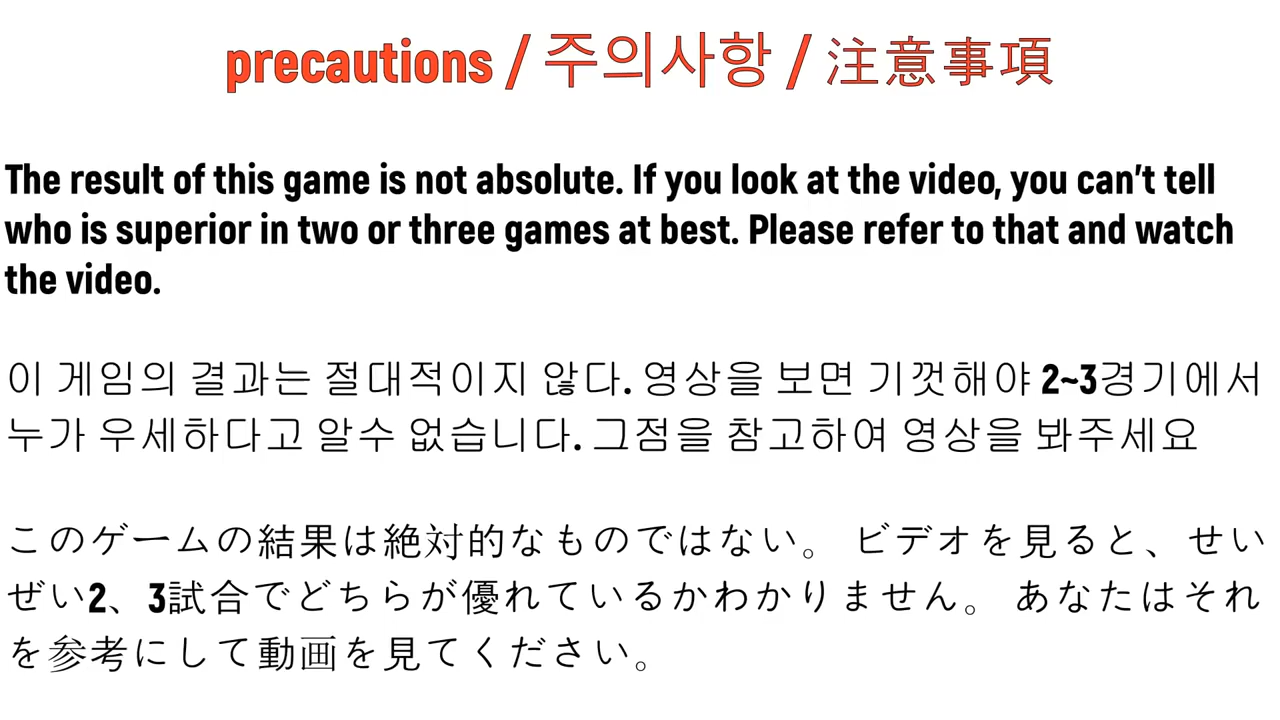 precautions / 주의사항 / 注意事項
The result of this game is not absolute. If you look at the video, you can't tell
who is superior in two or three games at best. Please refer to that and watch
the video.
이 게임의 결과는 절대적이지 않다. 영상을 보면 기껏해야 2~3경기에서
누가 우세하다고 알수 없습니다. 그점을 참고하여 영상을 봐주세요
このゲームの結果は絶対的なものではない。 ビデオを見ると、せい
ぜい2、3試合でどちらが優れているかわかりません。 あなたはそれ
を参考にして動画を見てください。